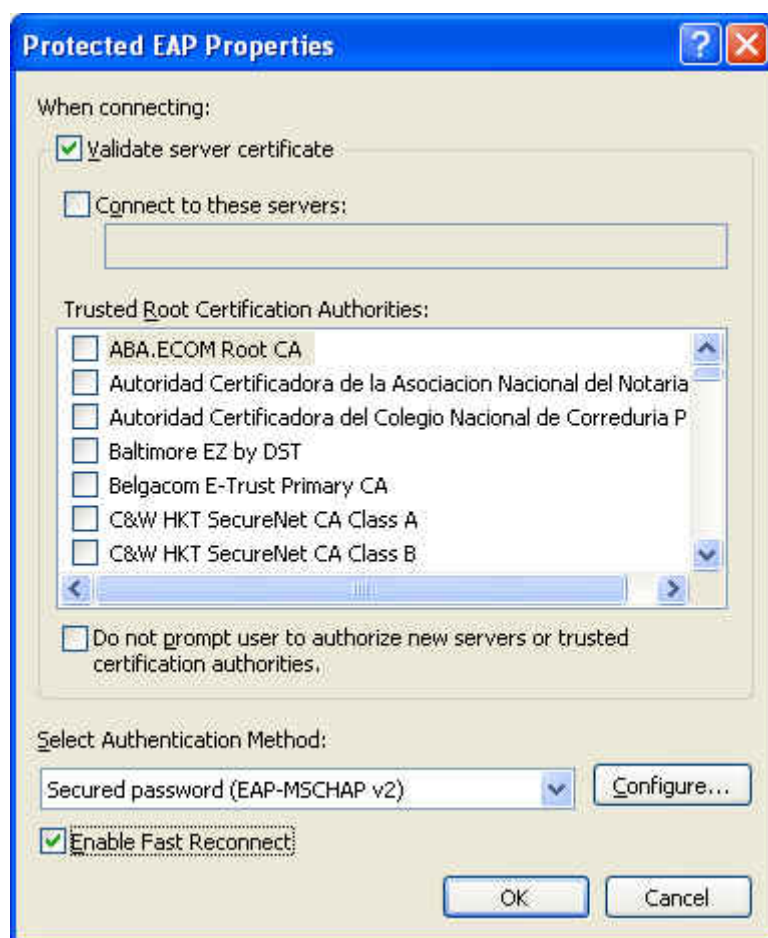 Protected EAP Properties
When connecting:
Validate server certificate
Connect to these servers:
Trusted Root Certification Authorities:
ABA.ECOM Root CA
Autoridad Certificadora de la Asociacion Nacional del Notaria
Autoridad Certificadora del Colegio Nacional de Correduria P
Baltimore EZ by DST
Belgacom E-Trust Primary CA
C&W HKT SecureNet CA Class A
C&W HKT SecureNet CA Class B
Do not prompt user to authorize new servers or trusted
certification authorities.
Select Authentication Method:
Secured password (EAP-MSCHAP v2)
Configure...
Enable Fast Reconnect
OK
Cancel